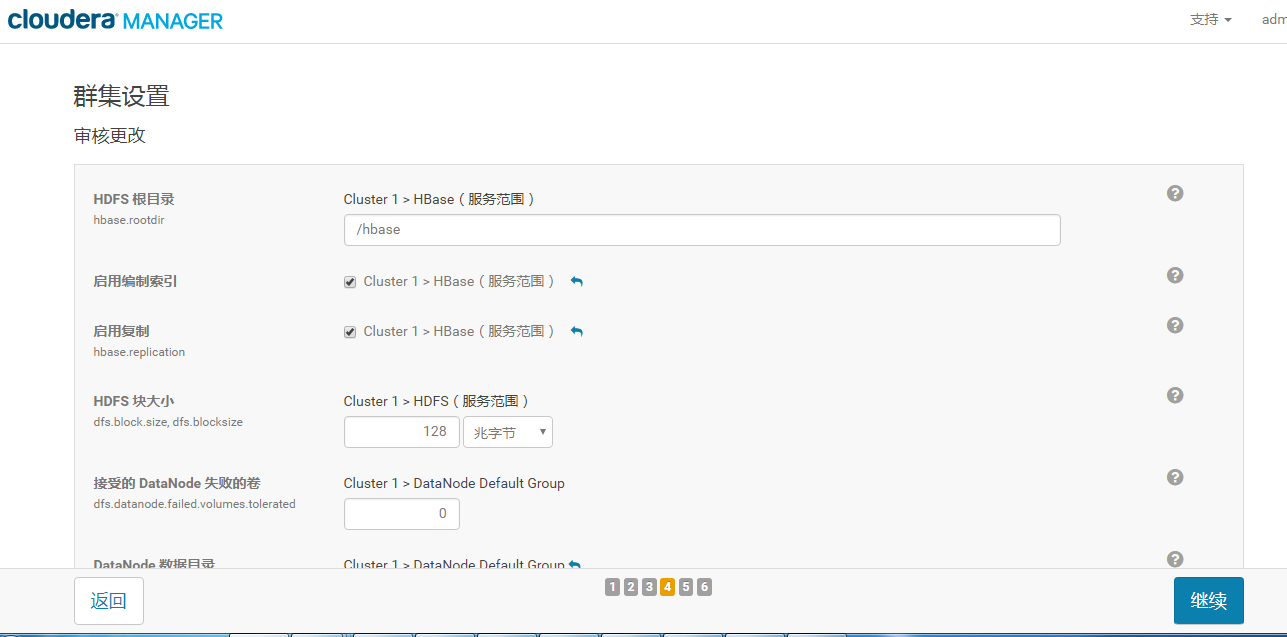 cloudera MANAGER
支持
adm
群集设置
审核更改
HDFS 根目录
hbase.rootdir
Cluster 1 > HBase（服务范围）
/hbase
启用编制索引
Cluster 1 > HBase（服务范围）
启用复制
hbase.replication
Cluster 1 > HBase（服务范围）
HDFS 块大小
dfs.block.size, dfs.blocksize
Cluster 1 > HDFS（服务范围）
128 兆字节
接受的 DataNode 失败的卷
dfs.datanode.failed.volumes.tolerated
Cluster 1 > DataNode Default Group
0
DataNode 数据目录
Cluster 1 > DataNode Default Group
返回
1 2 3 4 5 6
继续